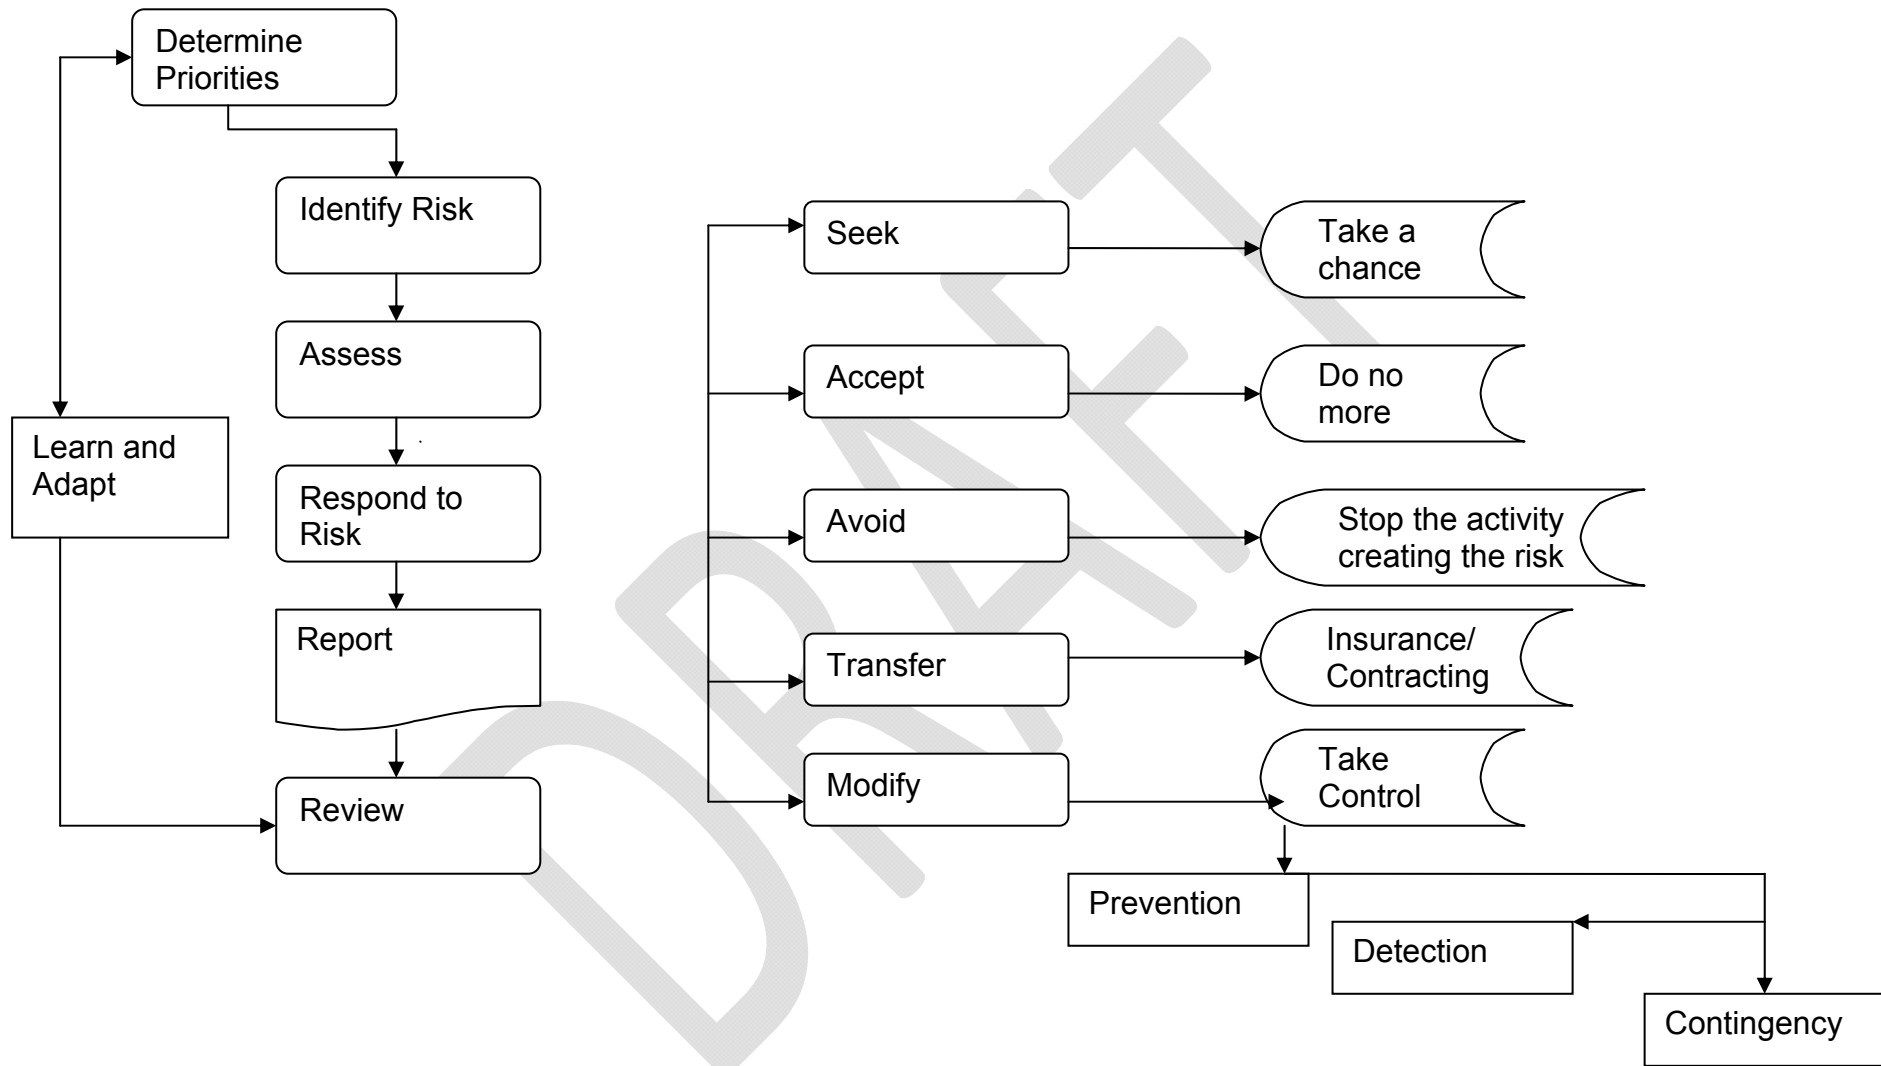 Determine
Priorities
Identify Risk
Assess
Learn and
Adapt
Respond to
Risk
Report
Review
Seek
Take a
chance
Accept
Do no
more
Avoid
Stop the activity
creating the risk
Transfer
Insurance/
Contracting
Modify
Take
Control
Prevention
Detection
Contingency
DRAFT